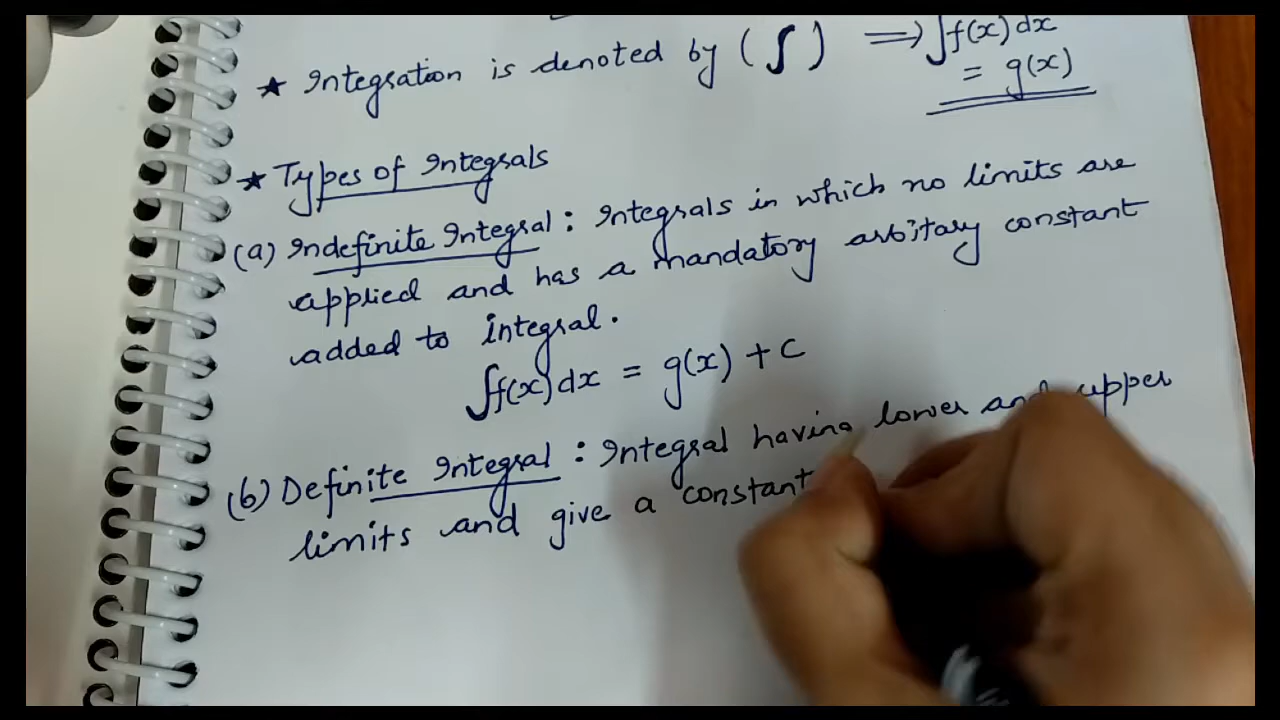 ★ Integration is denoted by (∫) ⟹ ∫f(x)dx
= g(x)
★ Types of Integrals
(a) Indefinite Integral : Integrals in which no limits are
applied and has a mandatory arbitary constant
added to integral.
∫f(x)dx = g(x) + c
(b) Definite Integral : Integral having lower and upper
limits and give a constant